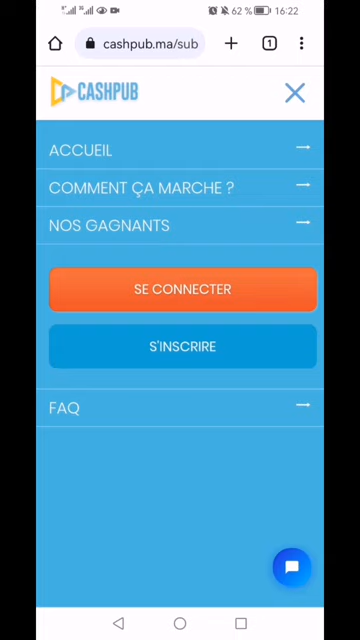 62 % 16:22
cashpub.ma/sub
1
CASHPUB
ACCUEIL
COMMENT ÇA MARCHE ?
NOS GAGNANTS
SE CONNECTER
S'INSCRIRE
FAQ